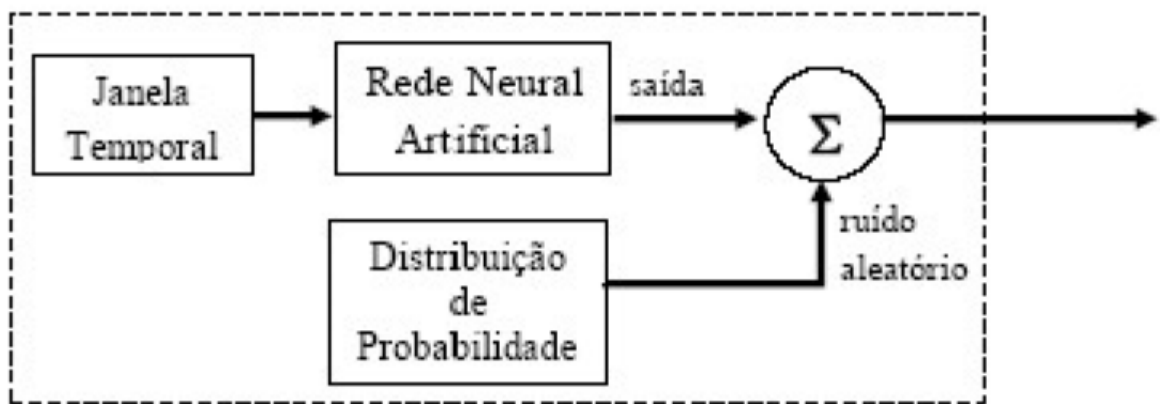 Janela
Temporal
Rede Neural
Artificial
saída
Σ
Distribuição
de
Probabilidade
ruído
aleatório